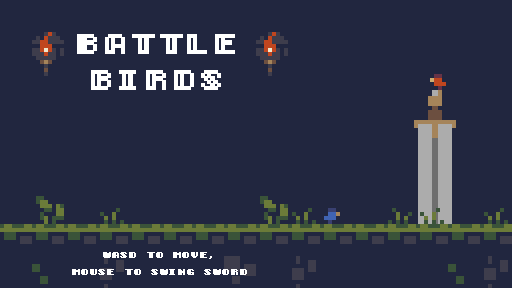 BATTLE
BIRDS
WASD TO MOVE,
MOUSE TO SWING SWORD